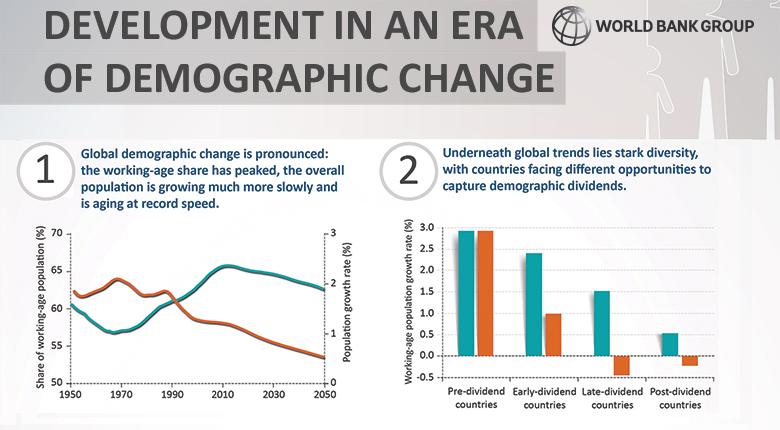 DEVELOPMENT IN AN ERA
OF DEMOGRAPHIC CHANGE
WORLD BANK GROUP
1
Global demographic change is pronounced:
the working-age share has peaked, the overall
population is growing much more slowly and
is aging at record speed.
Share of working-age population (%)
70
65
60
55
50
1950
1970
1990
2010
2030
2050
3
2
1
0
Population growth rate (%)
2
Underneath global trends lies stark diversity,
with countries facing different opportunities to
capture demographic dividends.
Working-age population growth rate (%)
3.0
2.5
2.0
1.5
1.0
0.5
0.0
-0.5
Pre-dividend
countries
Early-dividend
countries
Late-dividend
countries
Post-dividend
countries